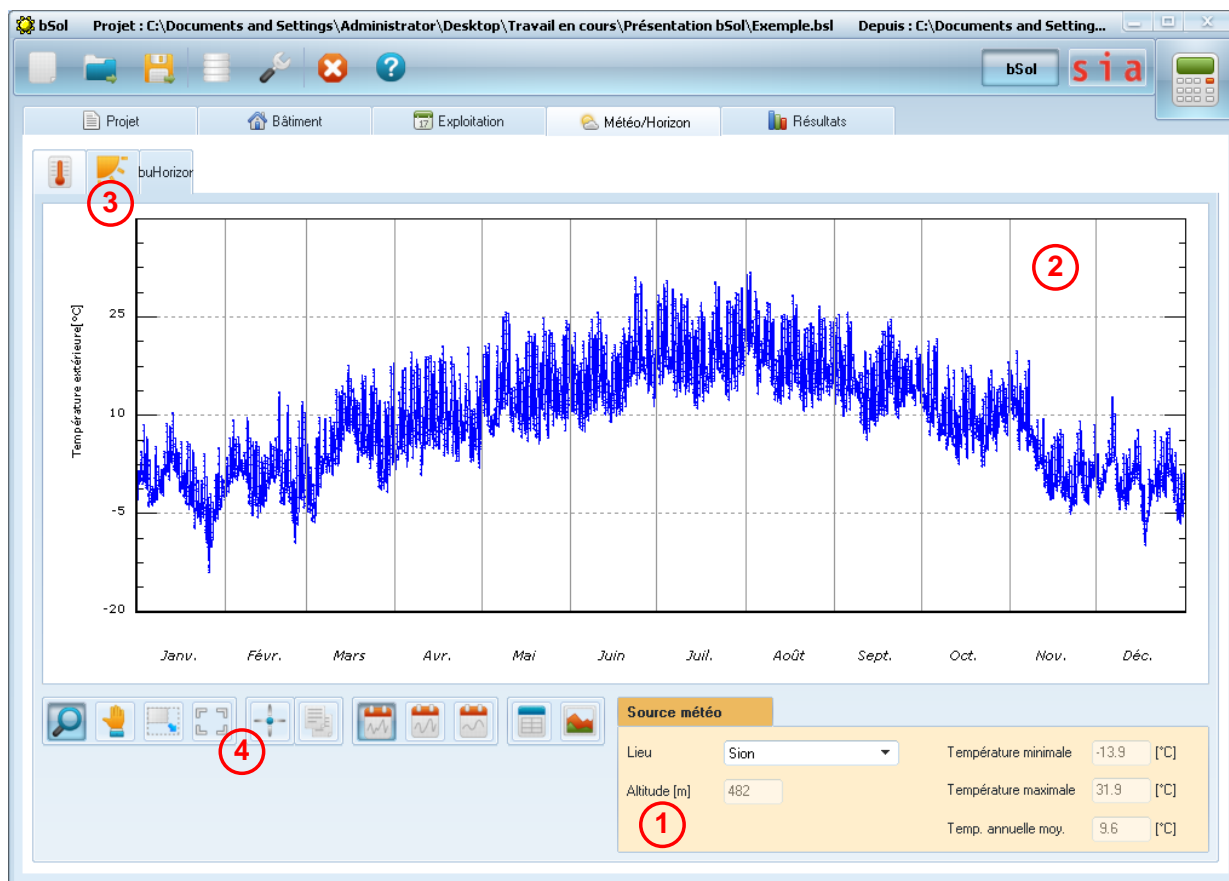 bSol Projet : C:\Documents and Settings\Administrator\Desktop\Travail en cours\Présentation bSol\Exemple.bsl Depuis : C:\Documents and Setting...
bSol sia
Projet Bâtiment 17 Exploitation Météo/Horizon Résultats
buHorizon
3
2
Température extérieure[°C]
25
10
-5
-20
Janv. Févr. Mars Avr. Mai Juin Juil. Août Sept. Oct. Nov. Déc.
4
Source météo
Lieu Sion Température minimale -13.9 [°C]
Altitude [m] 482 Température maximale 31.9 [°C]
1
Temp. annuelle moy. 9.6 [°C]